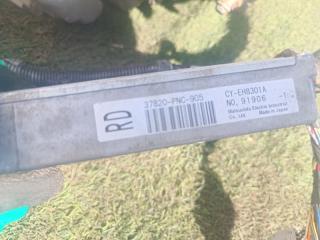 RD
37820-PNC-905
CY-EH8301A
NO. 91906
Matsushita Electric Industrial
Co. Ltd. Made in Japan